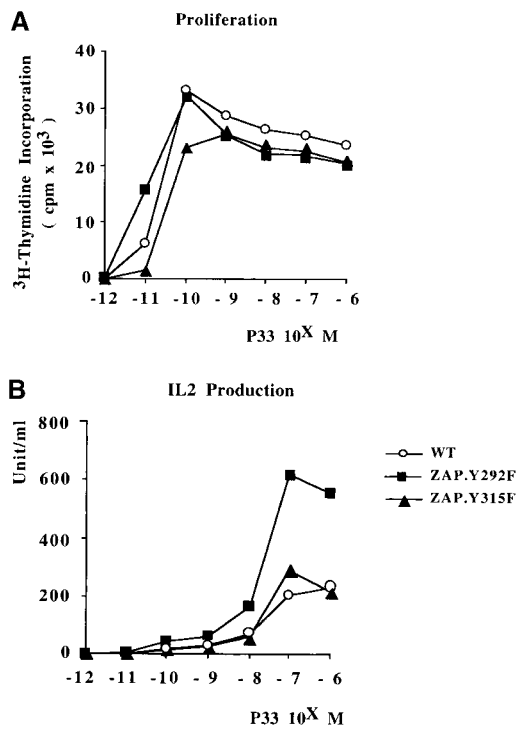 A
Proliferation
³H-Thymidine Incorporation
( cpm x 10³ )
40
30
20
10
0
-12 -11 -10 - 9 - 8 - 7 - 6
P33 10ˣ M
B
IL2 Production
Unit/ml
800
600
400
200
0
WT
ZAP.Y292F
ZAP.Y315F
-12 -11 -10 - 9 - 8 - 7 - 6
P33 10ˣ M